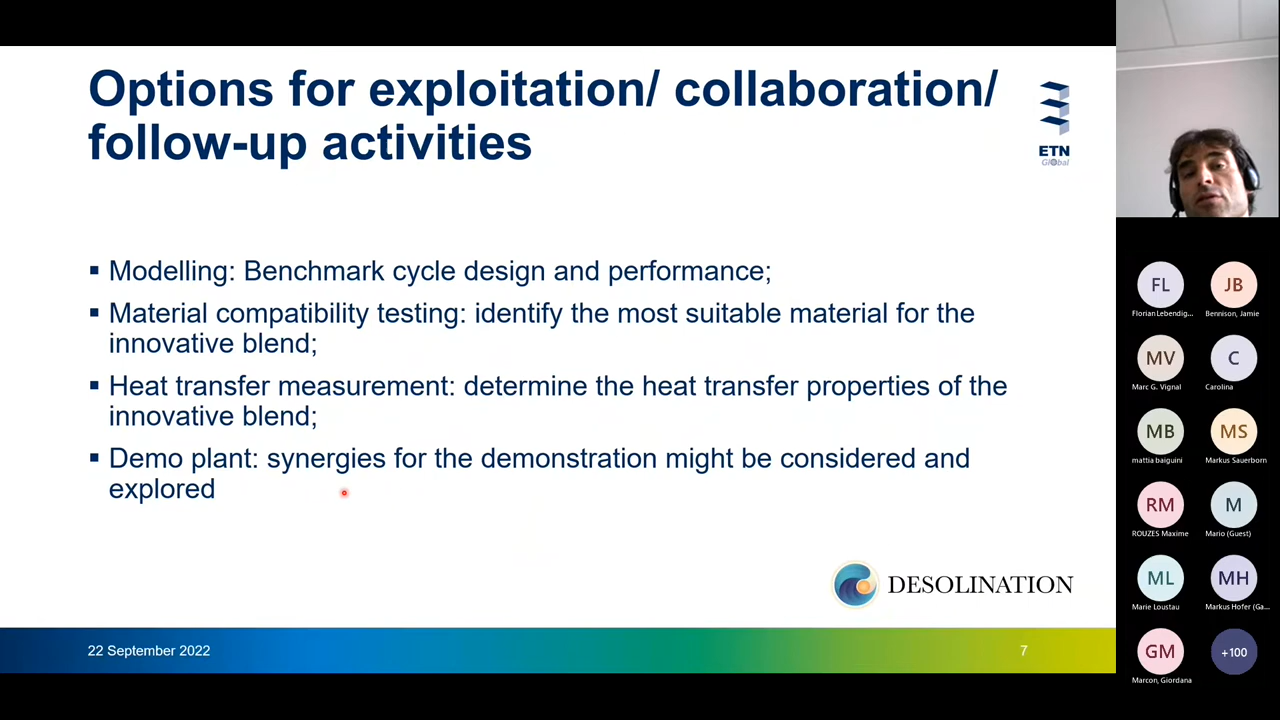 Options for exploitation/ collaboration/
follow-up activities
ETN
Global
▪ Modelling: Benchmark cycle design and performance;
▪ Material compatibility testing: identify the most suitable material for the
innovative blend;
▪ Heat transfer measurement: determine the heat transfer properties of the
innovative blend;
▪ Demo plant: synergies for the demonstration might be considered and
explored
DESOLINATION
22 September 2022
7
FL
JB
Florian Lebendig...
Bennison, Jamie
MV
C
Marc G. Vignal
Carolina
MB
MS
mattia baiguini
Markus Sauerborn
RM
M
ROUZES Maxime
Mario (Guest)
ML
MH
Marie Loustau
Markus Hofer (Ga...
GM
+100
Marcon, Giordana